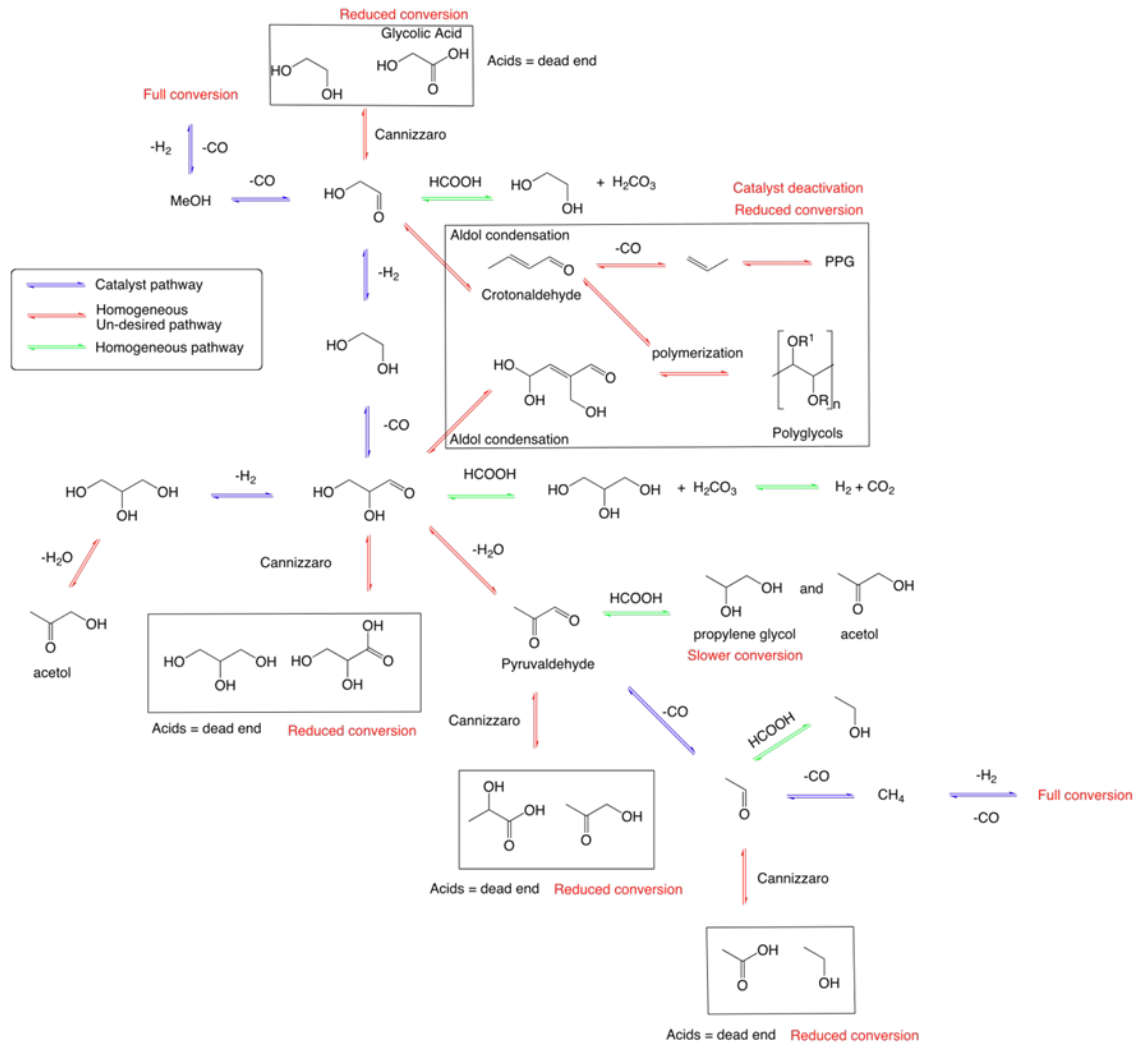 Reduced conversion
Glycolic Acid
OH
HO
HO
O
OH
Acids = dead end
Full conversion
Cannizzaro
-H₂
-CO
-CO
HCOOH
HO
OH
+ H₂CO₃
MeOH
HO
O
Catalyst deactivation
Reduced conversion
Aldol condensation
-CO
O
PPG
Crotonaldehyde
-H₂
Catalyst pathway
Homogeneous
Un-desired pathway
Homogeneous pathway
HO
OH
polymerization
OR¹
HO
O
OH
OH
OR
n
Polyglycols
Aldol condensation
-CO
-H₂
HCOOH
HO
OH
OH
HO
O
OH
HO
OH
OH
+ H₂CO₃
H₂ + CO₂
-H₂O
Cannizzaro
-H₂O
HCOOH
OH
OH
and
OH
O
OH
O
acetol
O
O
Pyruvaldehyde
propylene glycol
acetol
Slower conversion
OH
HO
OH
OH
HO
O
OH
Acids = dead end
Reduced conversion
Cannizzaro
-CO
HCOOH
OH
-CO
CH₄
-H₂
-CO
Full conversion
O
OH
OH
O
OH
O
Acids = dead end
Reduced conversion
Cannizzaro
OH
O
OH
Acids = dead end
Reduced conversion